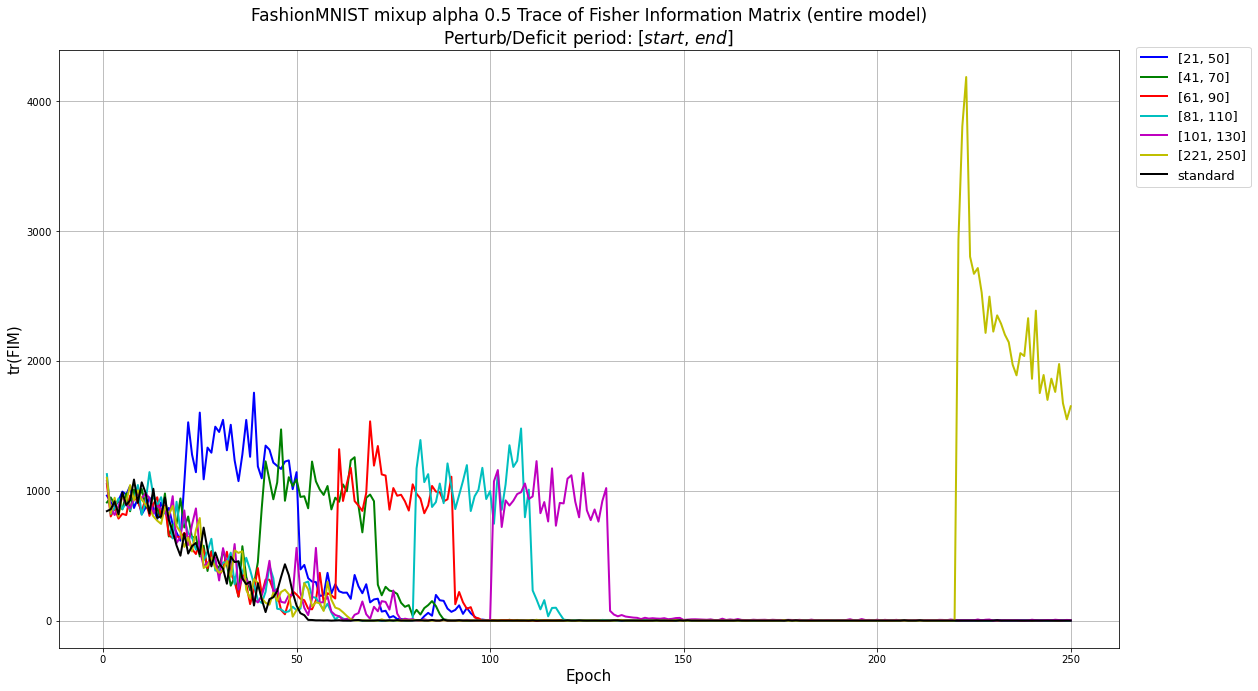 FashionMNIST mixup alpha 0.5 Trace of Fisher Information Matrix (entire model)
Perturb/Deficit period: [start, end]
[21, 50]
[41, 70]
[61, 90]
[81, 110]
[101, 130]
[221, 250]
standard
tr(FIM)
4000
3000
2000
1000
0
0 50 100 150 200 250
Epoch